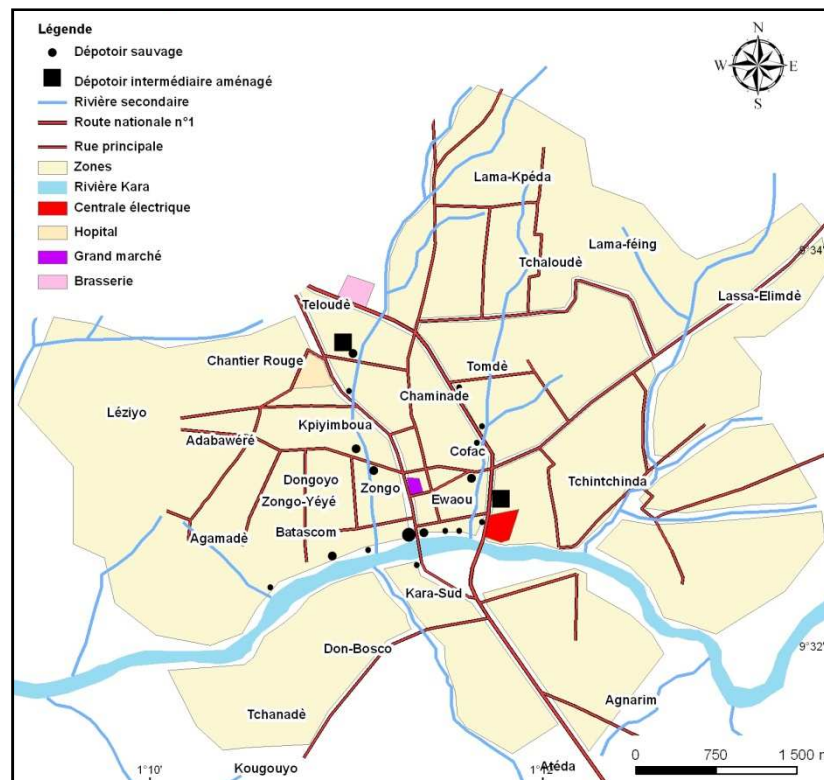 Légende
Dépotoir sauvage
Dépotoir intermédiaire aménagé
Rivière secondaire
Route nationale n°1
Rue principale
Zones
Rivière Kara
Centrale électrique
Hopital
Grand marché
Brasserie
N
W E
S
Lama-Kpéda
Lama-féing
9°34'
Tchaloudè
Lassa-Elimdè
Teloudè
Chantier Rouge
Tomdè
Chaminade
Léziyo
Kpiyimboua
Adabawéré
Cofac
Dongoyo
Zongo
Tchintchinda
Zongo-Yéyé
Ewaou
Batascom
Agamadè
Kara-Sud
Don-Bosco
9°32'
Agnarim
Tchanadè
Kougouyo
Atéda
1°10'
1°12'
0 750 1 500 m